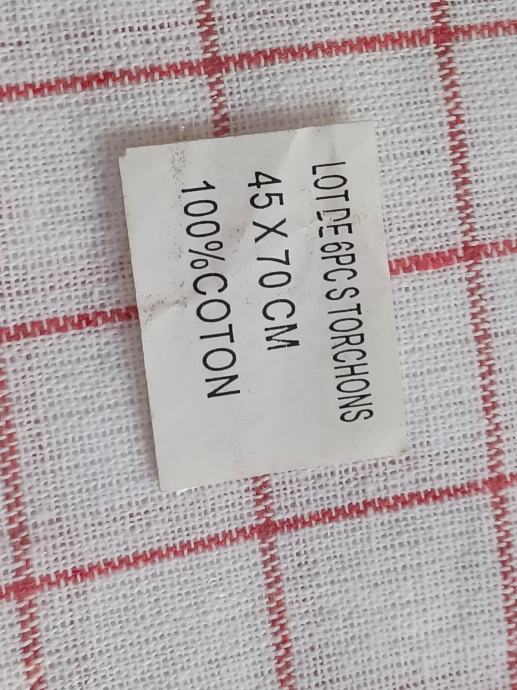 LOT DE 6PCS TORCHONS
45 X 70 CM
100%COTON